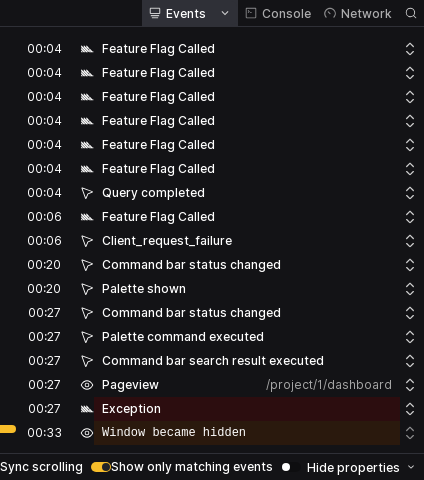 Events Console Network
00:04 Feature Flag Called
00:04 Feature Flag Called
00:04 Feature Flag Called
00:04 Feature Flag Called
00:04 Feature Flag Called
00:04 Feature Flag Called
00:04 Query completed
00:06 Feature Flag Called
00:06 Client_request_failure
00:20 Command bar status changed
00:20 Palette shown
00:27 Command bar status changed
00:27 Palette command executed
00:27 Command bar search result executed
00:27 Pageview /project/1/dashboard
00:27 Exception
00:33 Window became hidden
Sync scrolling Show only matching events Hide properties